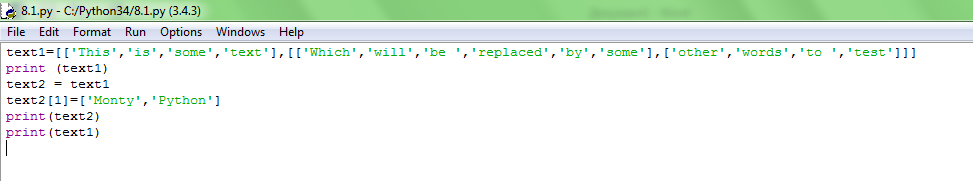 8.1.py - C:/Python34/8.1.py (3.4.3)
File Edit Format Run Options Windows Help
text1=[['This','is','some','text'],[['Which','will','be ','replaced','by','some'],['other','words','to ','test']]]
print (text1)
text2 = text1
text2[1]=['Monty','Python']
print(text2)
print(text1)